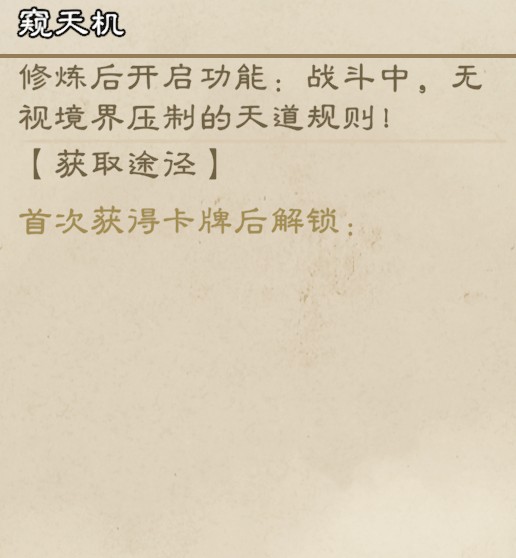 窥天机
修炼后开启功能：战斗中，无
视境界压制的天道规则！
【获取途径】
首次获得卡牌后解锁：